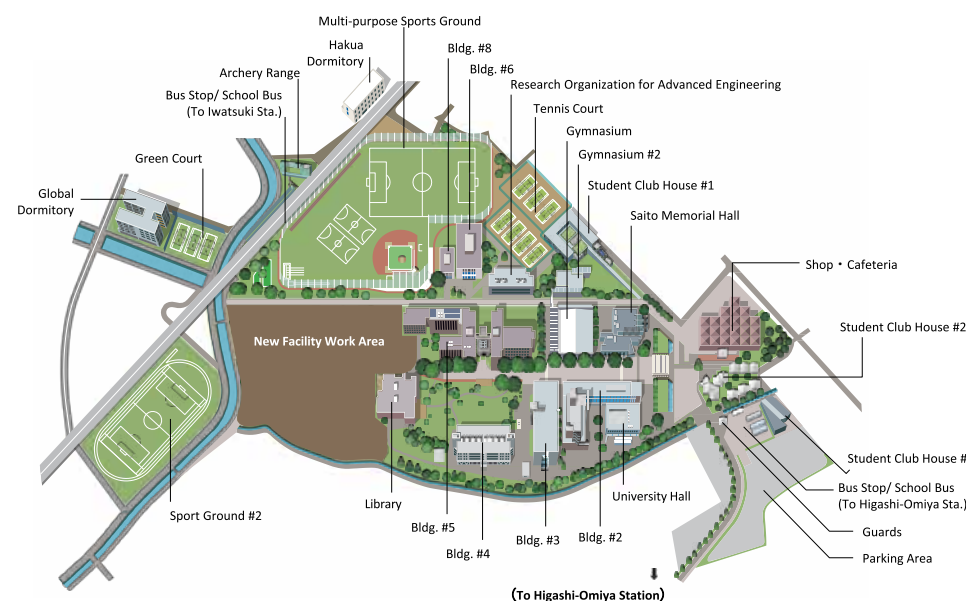 Multi-purpose Sports Ground
Hakua
Dormitory
Bldg. #8
Bldg. #6
Archery Range
Research Organization for Advanced Engineering
Bus Stop/ School Bus
(To Iwatsuki Sta.)
Tennis Court
Gymnasium
Green Court
Gymnasium #2
Student Club House #1
Global
Dormitory
Saito Memorial Hall
Shop・Cafeteria
Student Club House #2
New Facility Work Area
Student Club House #
Bus Stop/ School Bus
(To Higashi-Omiya Sta.)
University Hall
Library
Sport Ground #2
Bldg. #5
Bldg. #4
Bldg. #3
Bldg. #2
Guards
Parking Area
(To Higashi-Omiya Station)